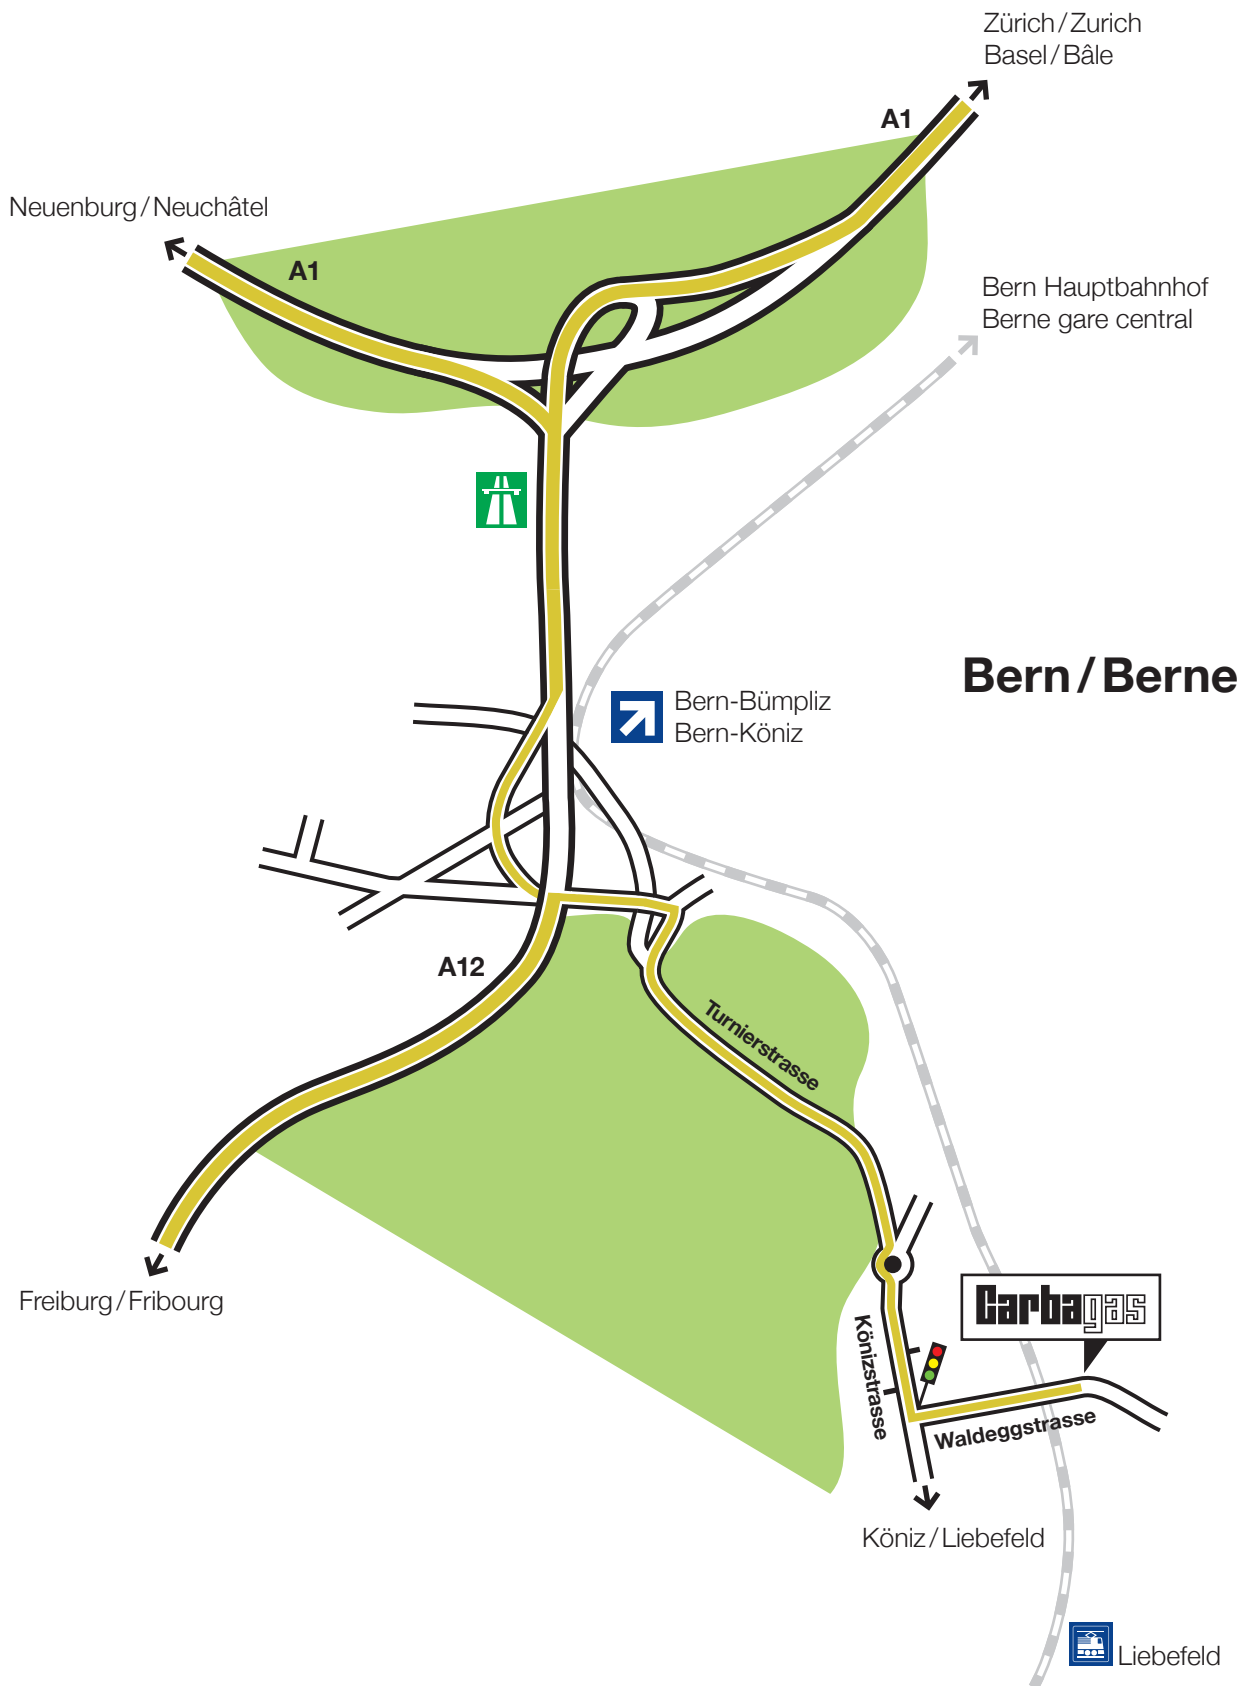 Zürich / Zurich
Basel / Bâle
A1
Neuenburg / Neuchâtel
A1
Bern Hauptbahnhof
Berne gare central
Bern / Berne
Bern-Bümpliz
Bern-Köniz
A12
Turnierstrasse
Freiburg / Fribourg
Carbagas
Könizstrasse
Waldeggstrasse
Köniz / Liebefeld
Liebefeld